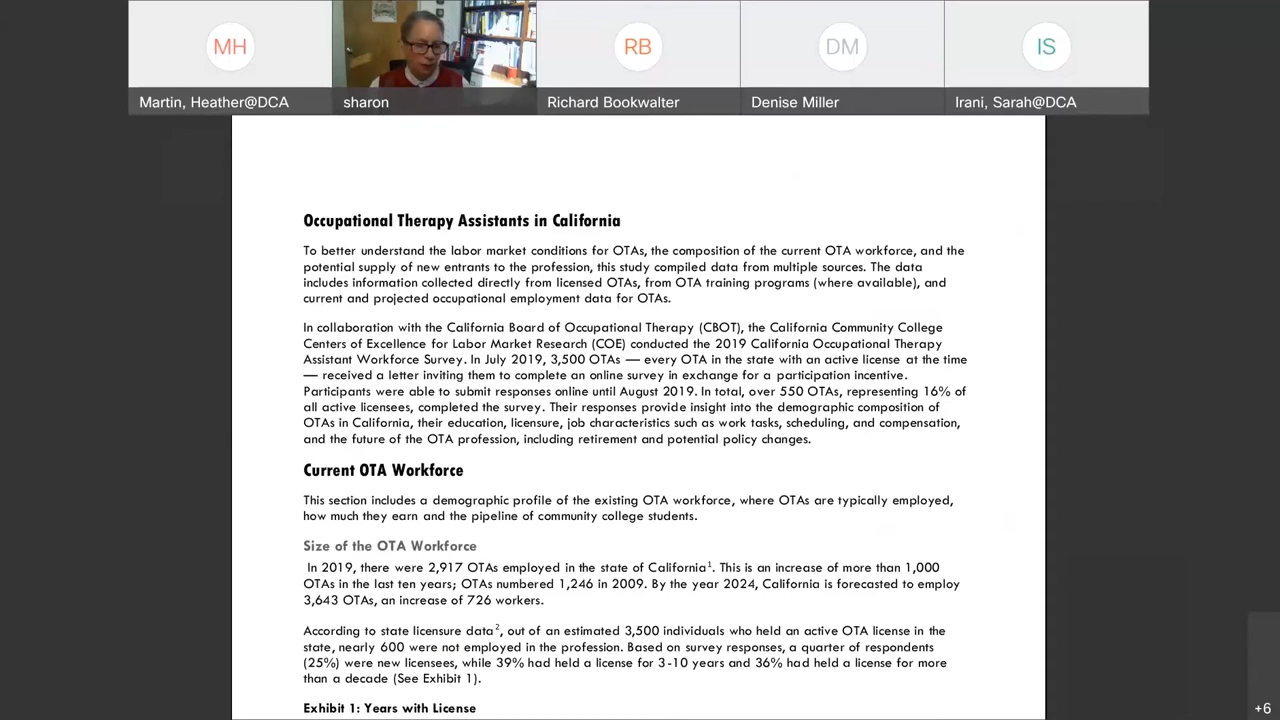 MH
RB
DM
IS
Martin, Heather@DCA
sharon
Richard Bookwalter
Denise Miller
Irani, Sarah@DCA
Occupational Therapy Assistants in California
To better understand the labor market conditions for OTAs, the composition of the current OTA workforce, and the
potential supply of new entrants to the profession, this study compiled data from multiple sources. The data
includes information collected directly from licensed OTAs, from OTA training programs (where available), and
current and projected occupational employment data for OTAs.
In collaboration with the California Board of Occupational Therapy (CBOT), the California Community College
Centers of Excellence for Labor Market Research (COE) conducted the 2019 California Occupational Therapy
Assistant Workforce Survey. In July 2019, 3,500 OTAs — every OTA in the state with an active license at the time
— received a letter inviting them to complete an online survey in exchange for a participation incentive.
Participants were able to submit responses online until August 2019. In total, over 550 OTAs, representing 16% of
all active licensees, completed the survey. Their responses provide insight into the demographic composition of
OTAs in California, their education, licensure, job characteristics such as work tasks, scheduling, and compensation,
and the future of the OTA profession, including retirement and potential policy changes.
Current OTA Workforce
This section includes a demographic profile of the existing OTA workforce, where OTAs are typically employed,
how much they earn and the pipeline of community college students.
Size of the OTA Workforce
In 2019, there were 2,917 OTAs employed in the state of California¹. This is an increase of more than 1,000
OTAs in the last ten years; OTAs numbered 1,246 in 2009. By the year 2024, California is forecasted to employ
3,643 OTAs, an increase of 726 workers.
According to state licensure data², out of an estimated 3,500 individuals who held an active OTA license in the
state, nearly 600 were not employed in the profession. Based on survey responses, a quarter of respondents
(25%) were new licensees, while 39% had held a license for 3-10 years and 36% had held a license for more
than a decade (See Exhibit 1).
Exhibit 1: Years with License
+6